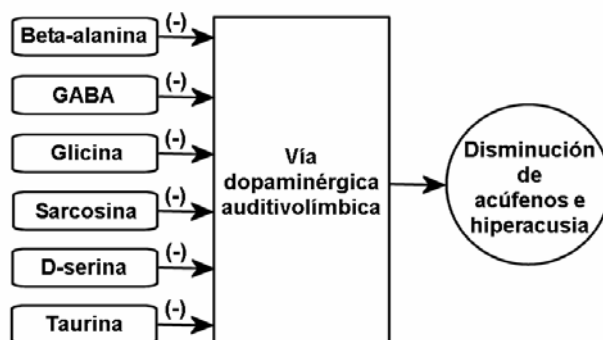 Beta-alanina
(-)
GABA
(-)
Glicina
(-)
Sarcosina
(-)
D-serina
(-)
Taurina
(-)
Vía
dopaminérgica
auditivolímbica
Disminución
de
acúfenos e
hiperacusia